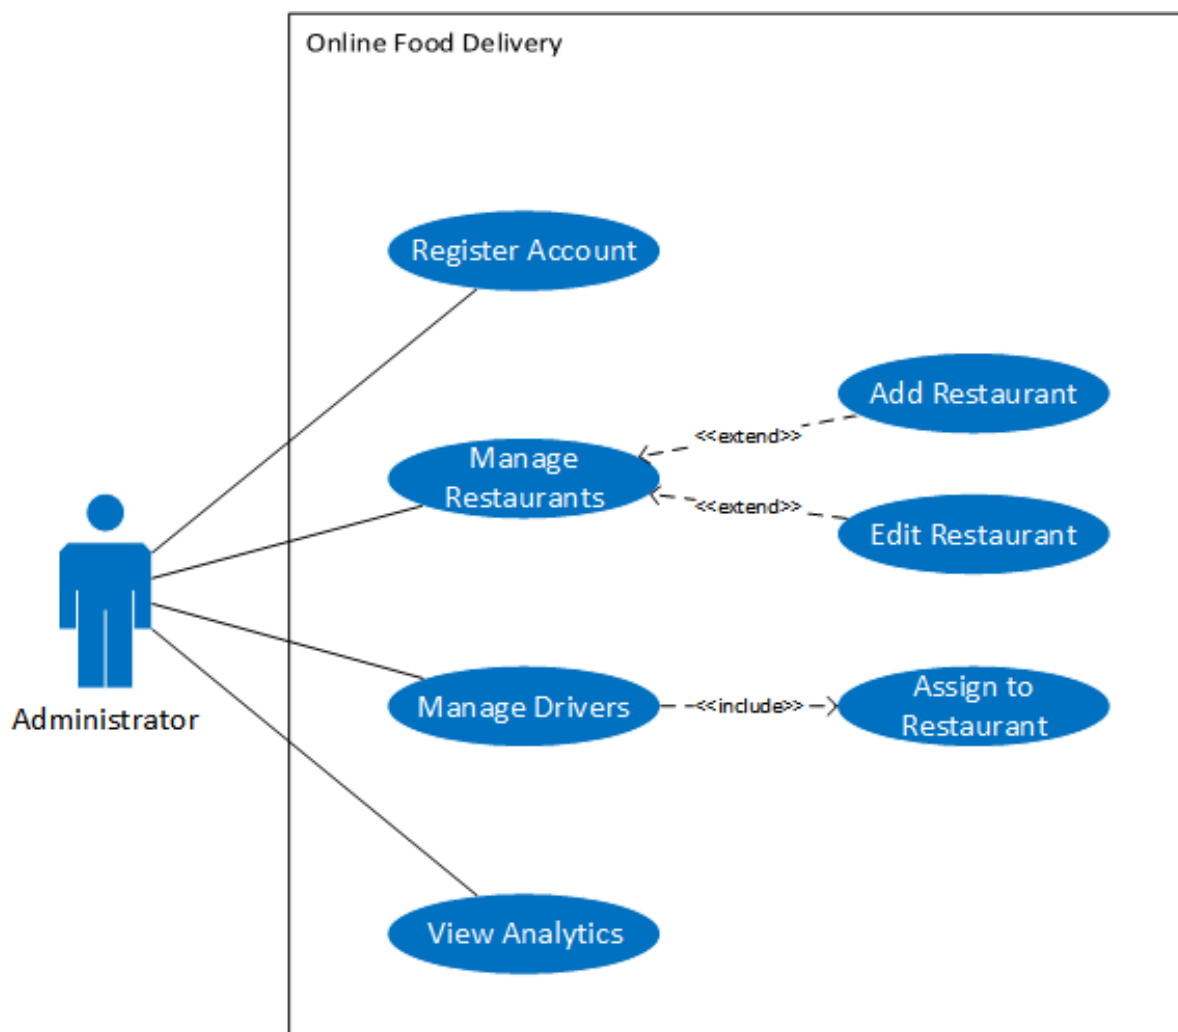 Online Food Delivery
Register Account
Add Restaurant
<<extend>>
Manage
Restaurants
<<extend>>
Edit Restaurant
Administrator
Manage Drivers
<<include>>
Assign to
Restaurant
View Analytics